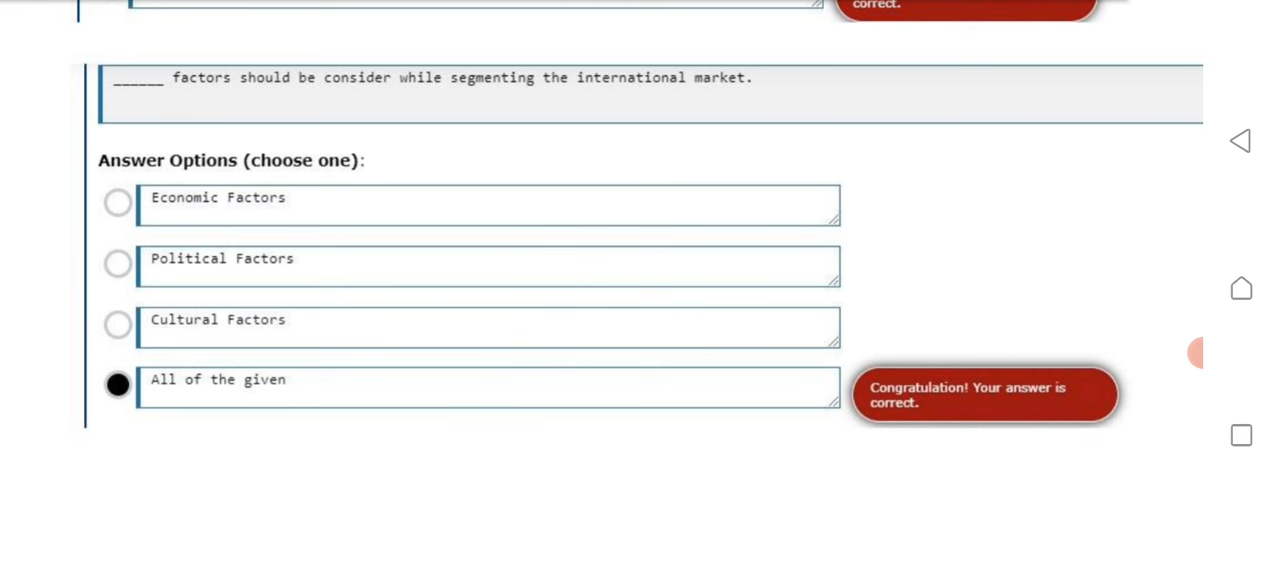 correct.
______ factors should be consider while segmenting the international market.
Answer Options (choose one):
Economic Factors
Political Factors
Cultural Factors
All of the given
Congratulation! Your answer is
correct.